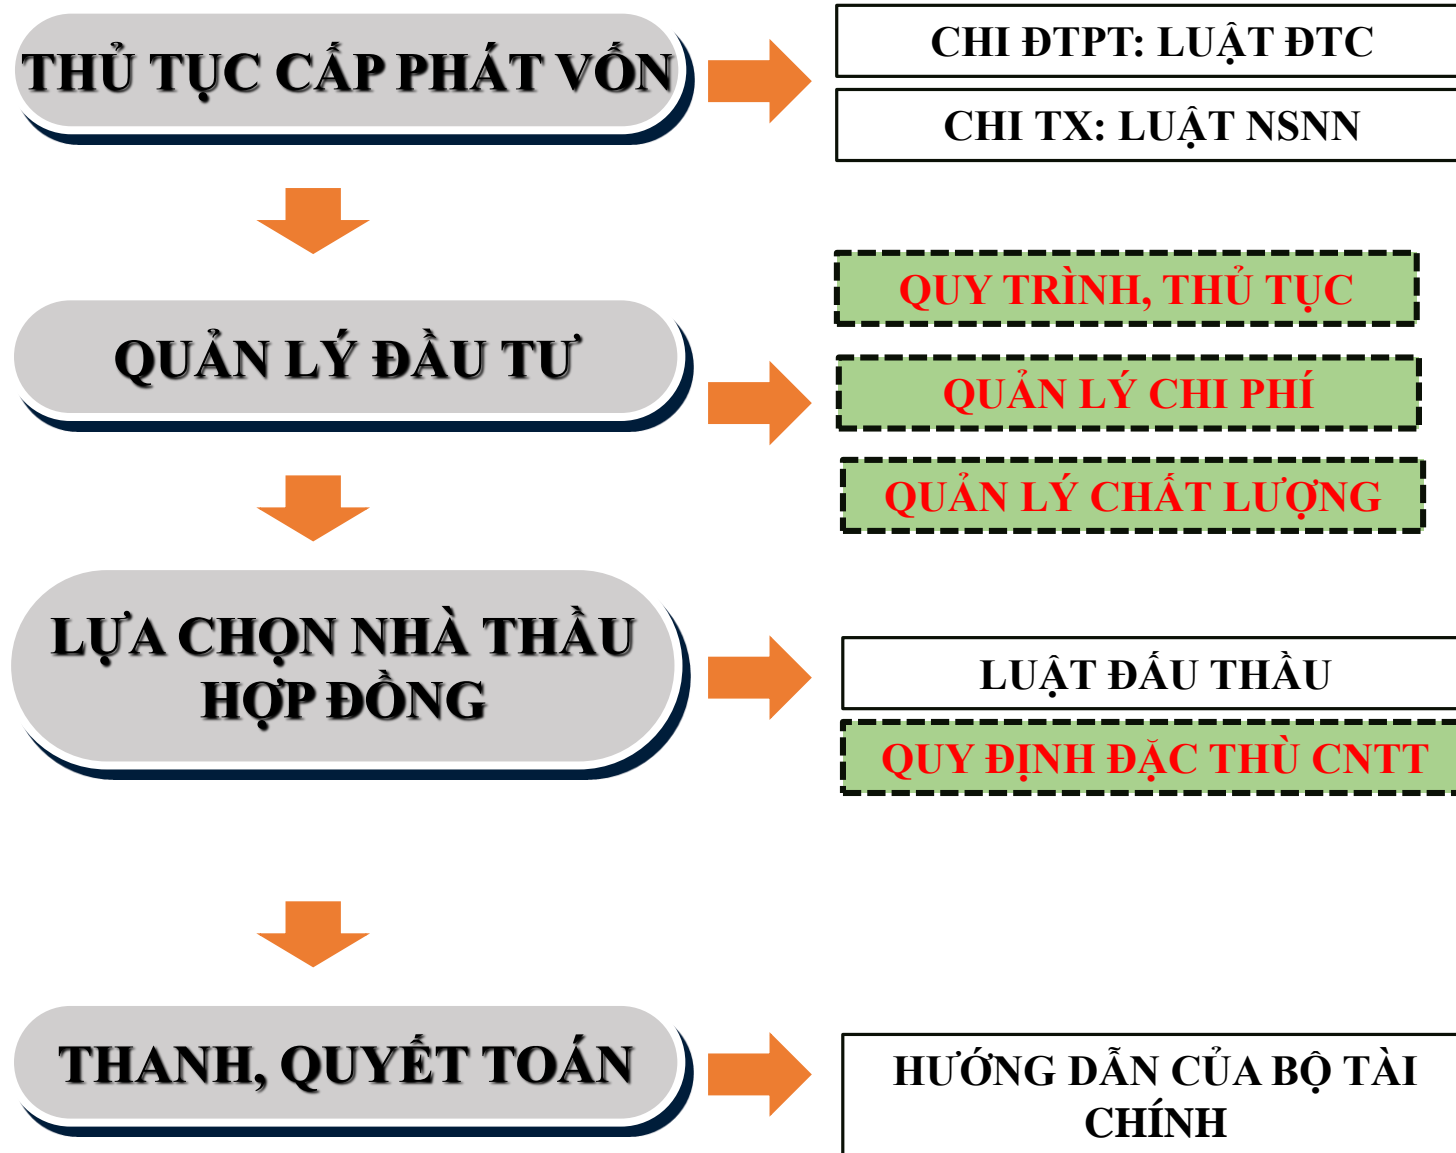 THỦ TỤC CẤP PHÁT VỐN
CHI ĐTPT: LUẬT ĐTC
CHI TX: LUẬT NSNN
QUẢN LÝ ĐẦU TƯ
QUY TRÌNH, THỦ TỤC
QUẢN LÝ CHI PHÍ
QUẢN LÝ CHẤT LƯỢNG
LỰA CHỌN NHÀ THẦU
HỢP ĐỒNG
LUẬT ĐẤU THẦU
QUY ĐỊNH ĐẶC THÙ CNTT
THANH, QUYẾT TOÁN
HƯỚNG DẪN CỦA BỘ TÀI
CHÍNH